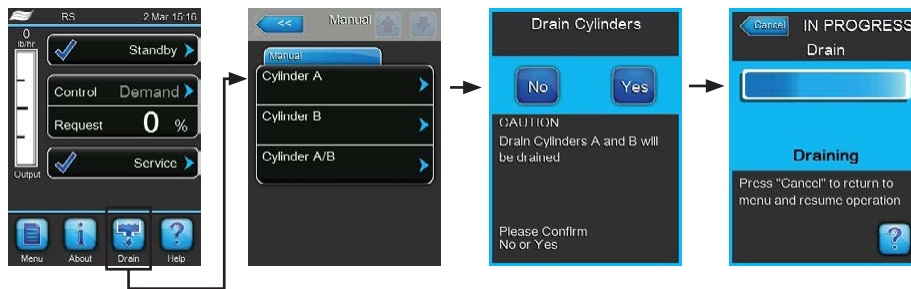 RS 2 Mar 15:16
0
lb/hr
Standby
Control Demand
Request 0 %
Service
Output
Menu About Drain Help
<< Manual
Manual
Cylinder A
Cylinder B
Cylinder A/B
Drain Cylinders
No Yes
CAUTION
Drain Cylinders A and B will
be drained
Please Confirm
No or Yes
Cancel IN PROGRESS
Drain
Draining
Press "Cancel" to return to
menu and resume operation
?